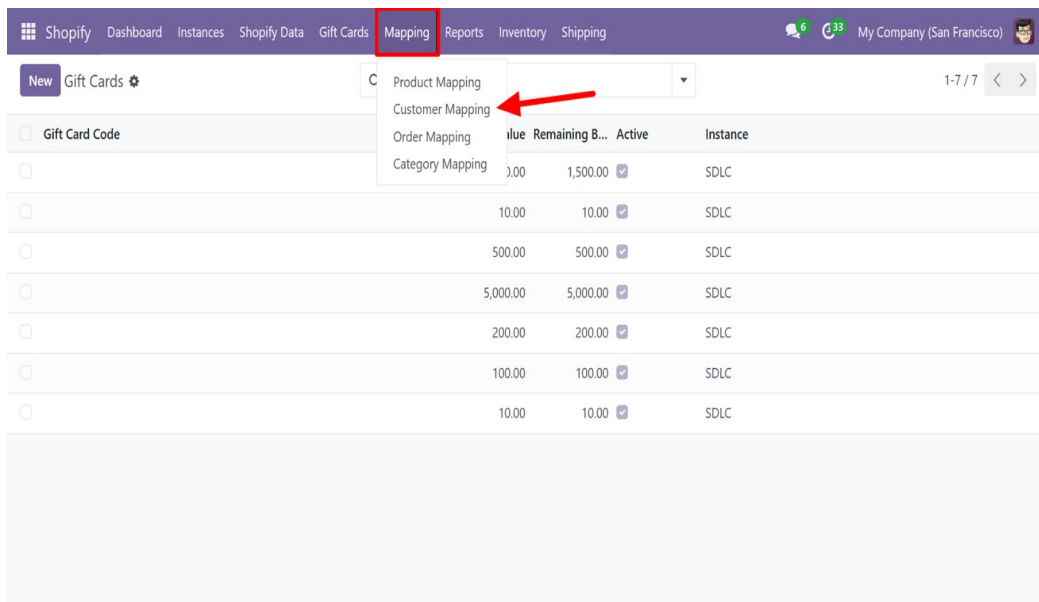 Shopify Dashboard Instances Shopify Data Gift Cards Mapping Reports Inventory Shipping 6 33 My Company (San Francisco)
New Gift Cards 1-7 / 7
Product Mapping
Customer Mapping
Order Mapping
Category Mapping
Gift Card Code Remaining B... Active Instance
1,500.00 SDLC
10.00 10.00 SDLC
500.00 500.00 SDLC
5,000.00 5,000.00 SDLC
200.00 200.00 SDLC
100.00 100.00 SDLC
10.00 10.00 SDLC